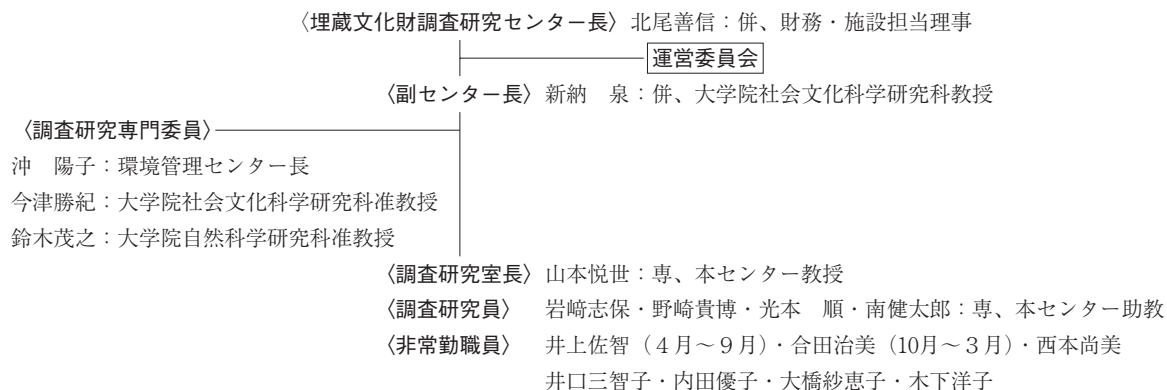 〈埋蔵文化財調査研究センター長〉北尾善信：併、財務・施設担当理事
運営委員会
〈副センター長〉新納　泉：併、大学院社会文化科学研究科教授
〈調査研究専門委員〉
沖　陽子：環境管理センター長
今津勝紀：大学院社会文化科学研究科准教授
鈴木茂之：大学院自然科学研究科准教授
〈調査研究室長〉山本悦世：専、本センター教授
〈調査研究員〉　岩﨑志保・野崎貴博・光本　順・南健太郎：専、本センター助教
〈非常勤職員〉　井上佐智（４月～９月）・合田治美（10月～３月）・西本尚美
井口三智子・内田優子・大橋紗恵子・木下洋子